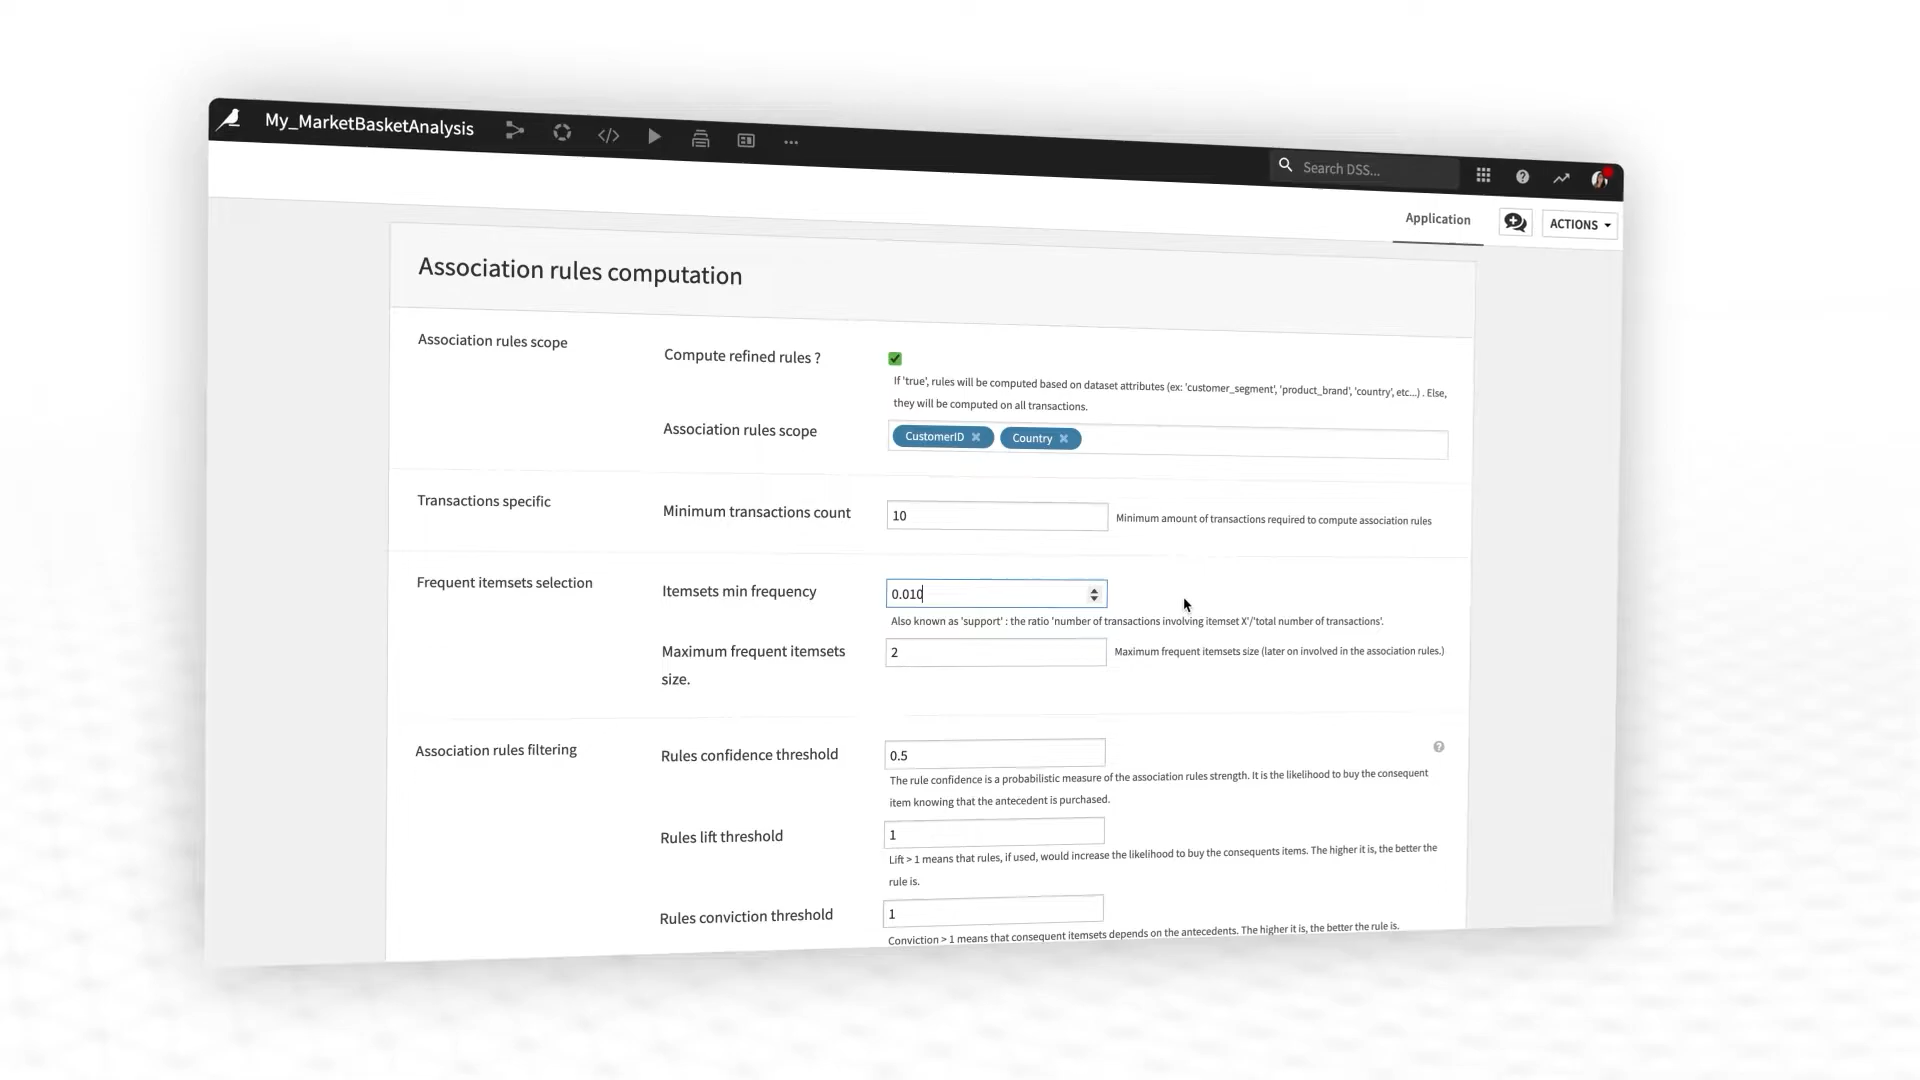 My_MarketBasketAnalysis
Search DSS...
Application
ACTIONS
Association rules computation
Association rules scope
Compute refined rules ?
If 'true', rules will be computed based on dataset attributes (ex: 'customer_segment', 'product_brand', 'country', etc...) . Else,
they will be computed on all transactions.
Association rules scope
CustomerID
Country
Transactions specific
Minimum transactions count
10
Minimum amount of transactions required to compute association rules
Frequent itemsets selection
Itemsets min frequency
0.010
Also known as 'support' : the ratio 'number of transactions involving itemset X'/'total number of transactions'.
Maximum frequent itemsets
size.
2
Maximum frequent itemsets size (later on involved in the association rules.)
Association rules filtering
Rules confidence threshold
0.5
The rule confidence is a probabilistic measure of the association rules strength. It is the likelihood to buy the consequent
item knowing that the antecedent is purchased.
Rules lift threshold
1
Lift > 1 means that rules, if used, would increase the likelihood to buy the consequents items. The higher it is, the better the
rule is.
Rules conviction threshold
1
Conviction > 1 means that consequent itemsets depends on the antecedents. The higher it is, the better the rule is.